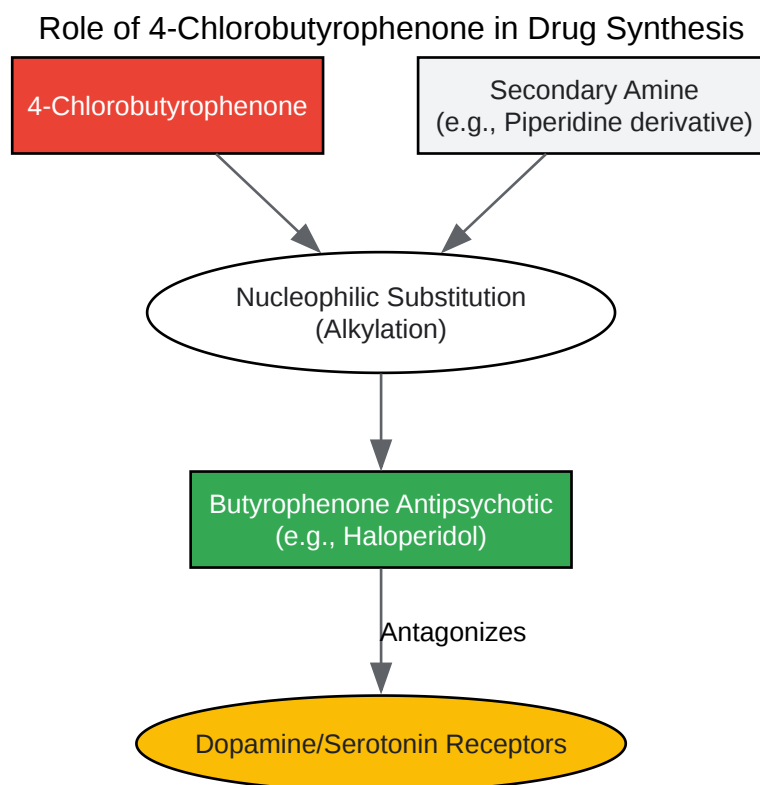 Role of 4-Chlorobutyrophenone in Drug Synthesis
4-Chlorobutyrophenone
Secondary Amine
(e.g., Piperidine derivative)
Nucleophilic Substitution
(Alkylation)
Butyrophenone Antipsychotic
(e.g., Haloperidol)
Antagonizes
Dopamine/Serotonin Receptors